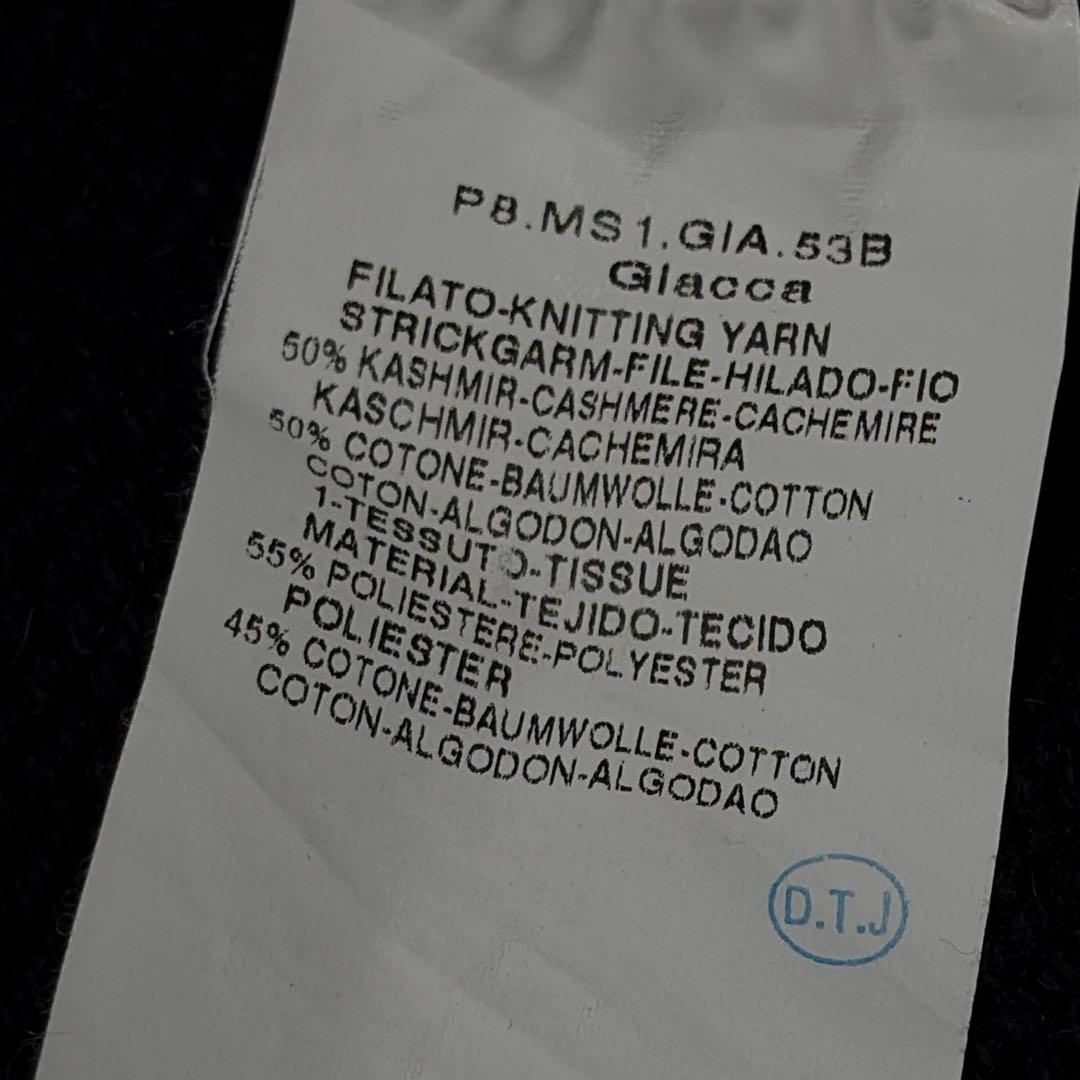 P8.MS1.GIA.53B
Giacca
FILATO-KNITTING YARN
STRICKGARM-FILE-HILADO-FIO
50% KASHMIR-CASHMERE-CACHEMIRE
KASCHMIR-CACHEMIRA
50% COTONE-BAUMWOLLE-COTTON
COTON-ALGODON-ALGODAO
1-TESSUTO-TISSUE
MATERIAL-TEJIDO-TECIDO
55% POLIESTERE-POLYESTER
POLIESTER
45% COTONE-BAUMWOLLE-COTTON
COTON-ALGODON-ALGODAO
D.T.J